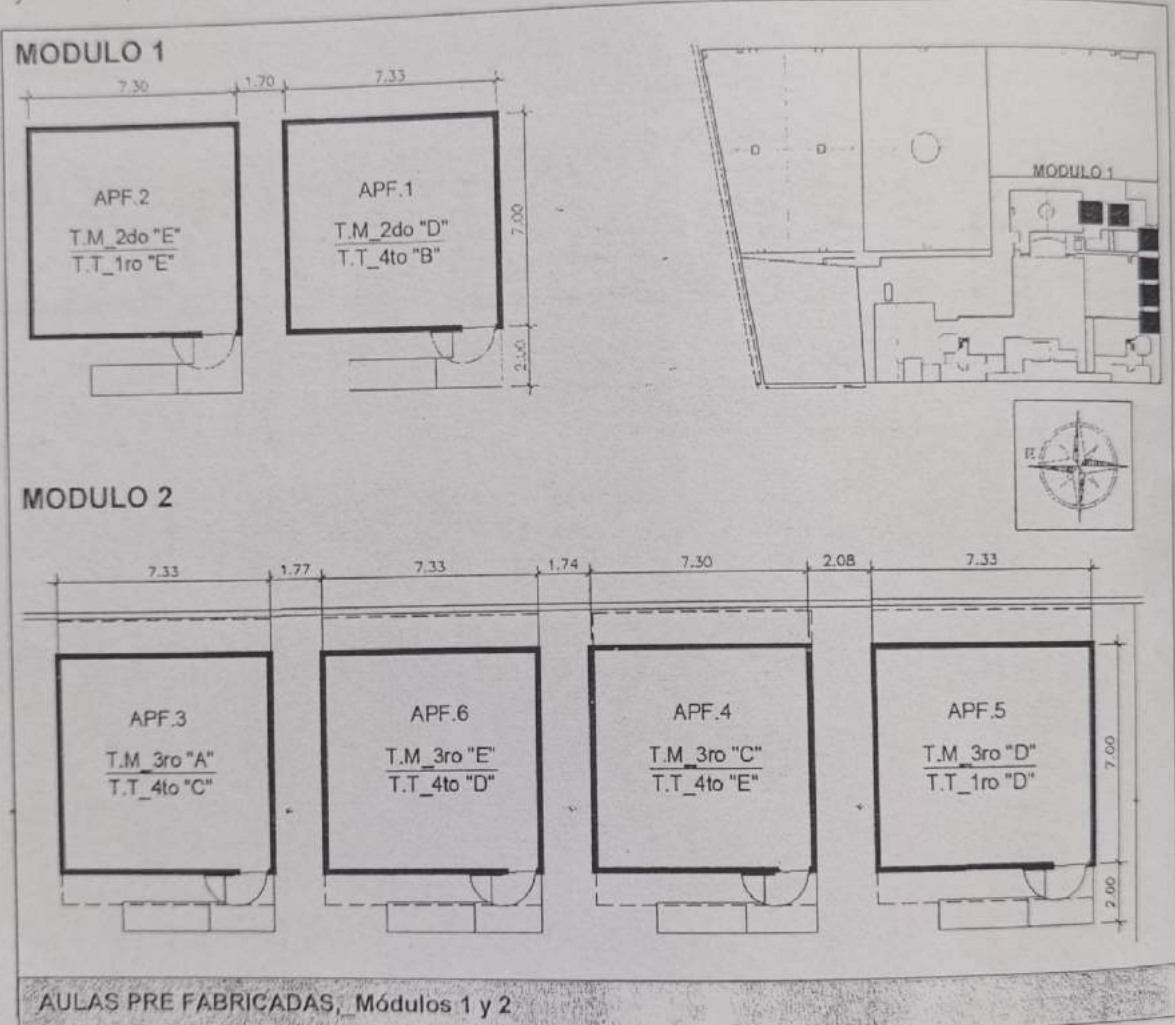 MODULO 1
7.30 1.70 7.33
APF.2
T.M_2do "E"
T.T_1ro "E"
APF.1
T.M_2do "D"
T.T_4to "B"
7.00
2.00
MODULO 1
MODULO 2
7.33 1.77 7.33 1.74 7.30 2.08 7.33
APF.3
T.M_3ro "A"
T.T_4to "C"
APF.6
T.M_3ro "E"
T.T_4to "D"
APF.4
T.M_3ro "C"
T.T_4to "E"
APF.5
T.M_3ro "D"
T.T_1ro "D"
7.00
2.00
AULAS PRE FABRICADAS,_Módulos 1 y 2